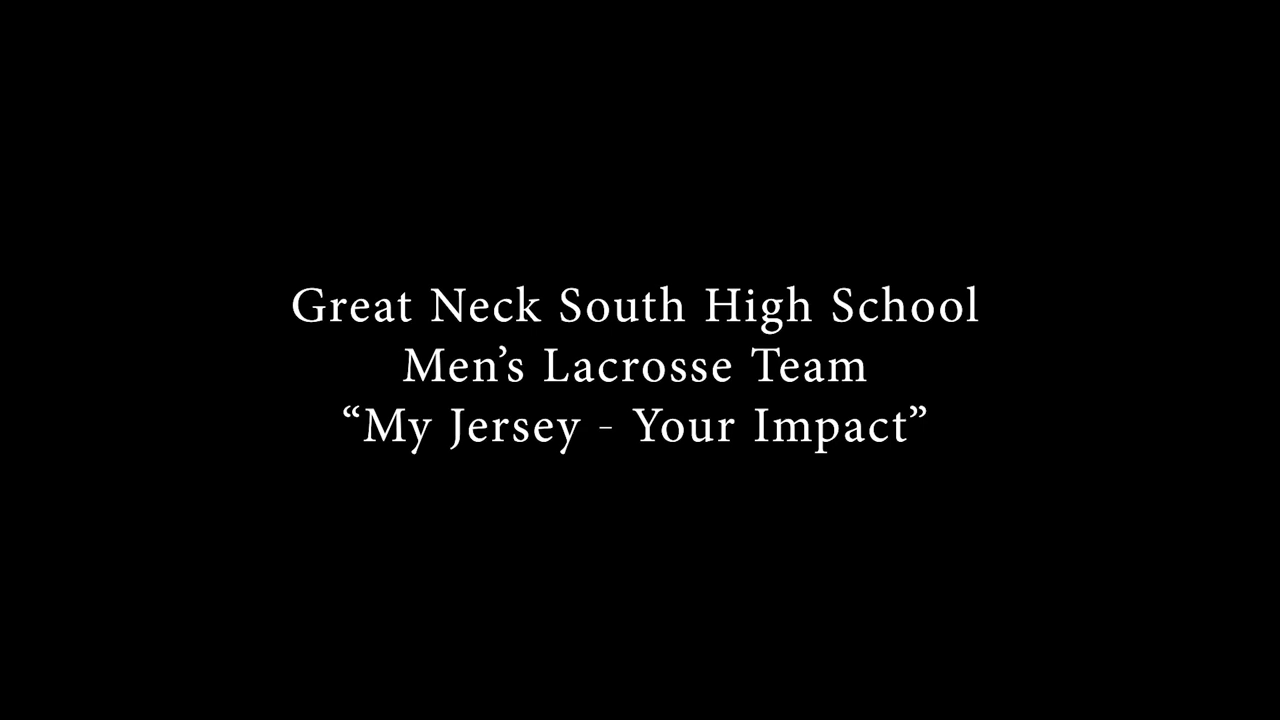 Great Neck South High School
Men’s Lacrosse Team
“My Jersey - Your Impact”